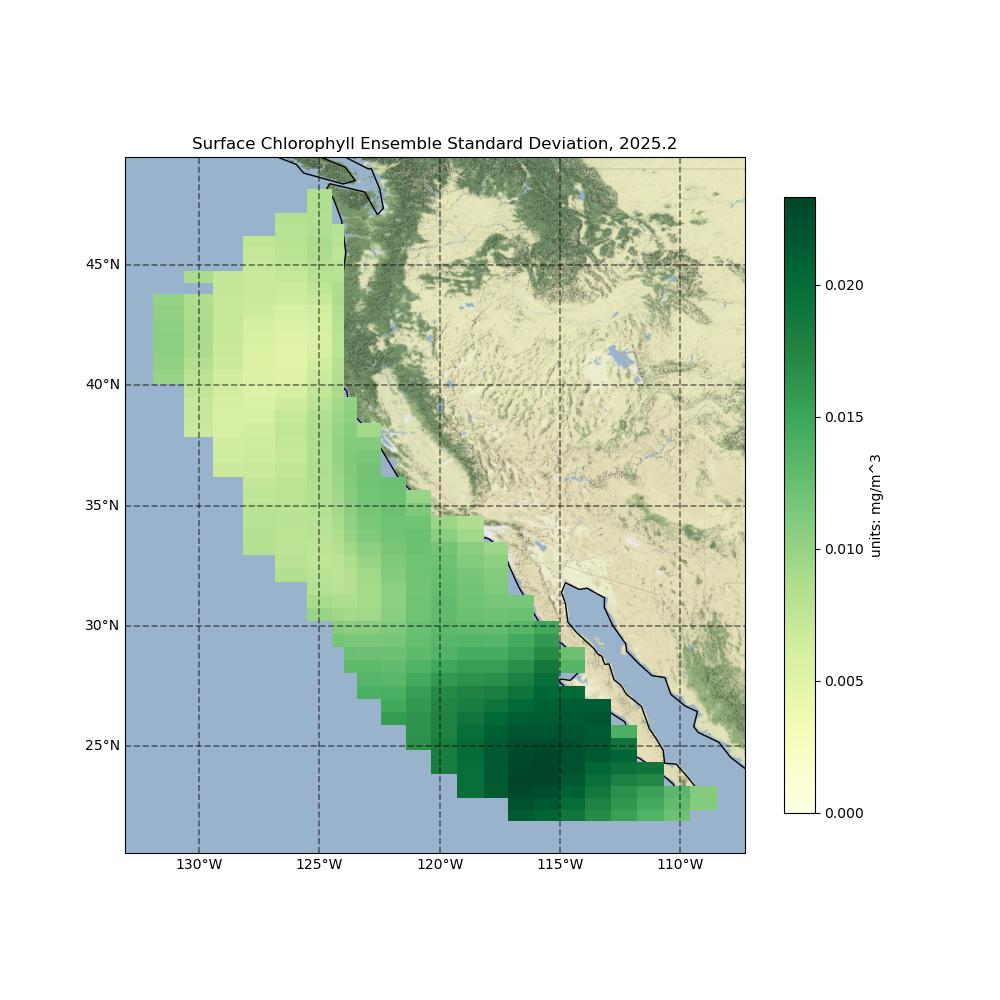 Surface Chlorophyll Ensemble Standard Deviation, 2025.2
45°N
40°N
35°N
30°N
25°N
130°W 125°W 120°W 115°W 110°W
0.020
0.015
0.010
0.005
0.000
units: mg/m^3